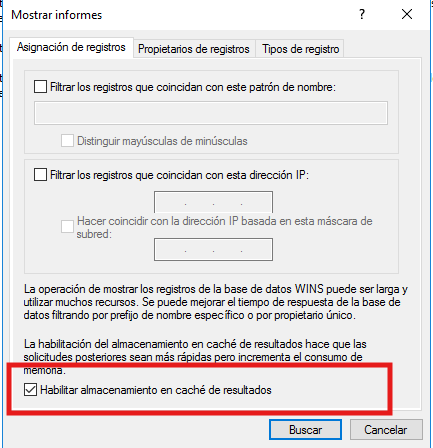 Mostrar informes
Asignación de registros
Propietarios de registros
Tipos de registro
Filtrar los registros que coincidan con este patrón de nombre:
Distinguir mayúsculas de minúsculas
Filtrar los registros que coincidan con esta dirección IP:
Hacer coincidir con la dirección IP basada en esta máscara de
subred:
La operación de mostrar los registros de la base de datos WINS puede ser larga y
utilizar muchos recursos. Se puede mejorar el tiempo de respuesta de la base de
datos filtrando por prefijo de nombre específico o por propietario único.
La habilitación del almacenamiento en caché de resultados hace que las
solicitudes posteriores sean más rápidas pero incrementa el consumo de
memoria.
Habilitar almacenamiento en caché de resultados
Buscar
Cancelar